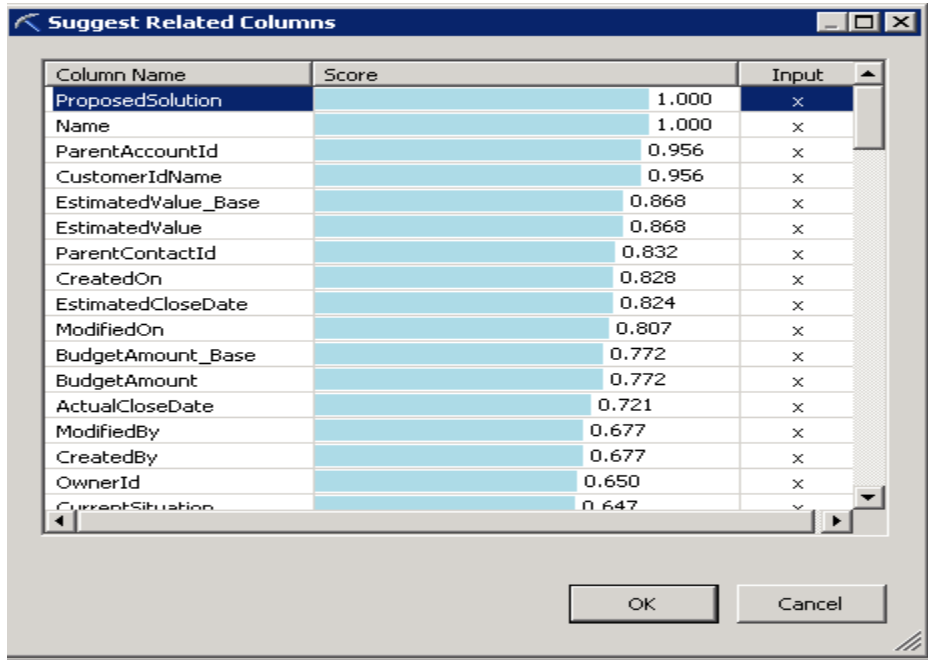 Suggest Related Columns
Column Name Score Input
ProposedSolution 1.000 x
Name 1.000 x
ParentAccountId 0.956 x
CustomerIdName 0.956 x
EstimatedValue_Base 0.868 x
EstimatedValue 0.868 x
ParentContactId 0.832 x
CreatedOn 0.828 x
EstimatedCloseDate 0.824 x
ModifiedOn 0.807 x
BudgetAmount_Base 0.772 x
BudgetAmount 0.772 x
ActualCloseDate 0.721 x
ModifiedBy 0.677 x
CreatedBy 0.677 x
OwnerId 0.650 x
CurrentSituation 0.647 x
OK Cancel